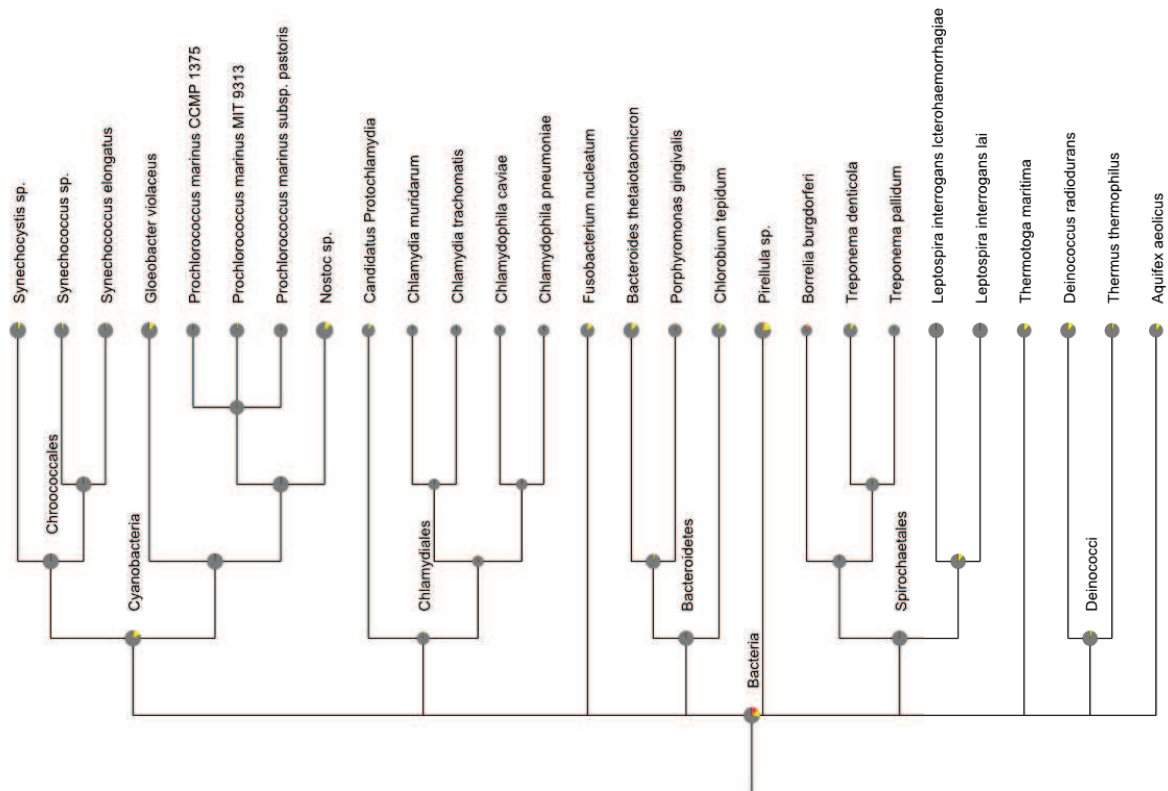 Synechocystis sp.
Synechococcus sp.
Synechococcus elongatus
Gloeobacter violaceus
Prochlorococcus marinus CCMP 1375
Prochlorococcus marinus MIT 9313
Prochlorococcus marinus subsp. pastoris
Nostoc sp.
Candidatus Protochlamydia
Chlamydia muridarum
Chlamydia trachomatis
Chlamydophila caviae
Chlamydophila pneumoniae
Fusobacterium nucleatum
Bacteroides thetaiotaomicron
Porphyromonas gingivalis
Chlorobium tepidum
Pirellula sp.
Borrelia burgdorferi
Treponema denticola
Treponema pallidum
Leptospira interrogans Icterohaemorrhagiae
Leptospira interrogans lai
Thermotoga maritima
Deinococcus radiodurans
Thermus thermophilus
Aquifex aeolicus
Chroococcales
Cyanobacteria
Chlamydiales
Bacteroidetes
Bacteria
Spirochaetales
Deinococci